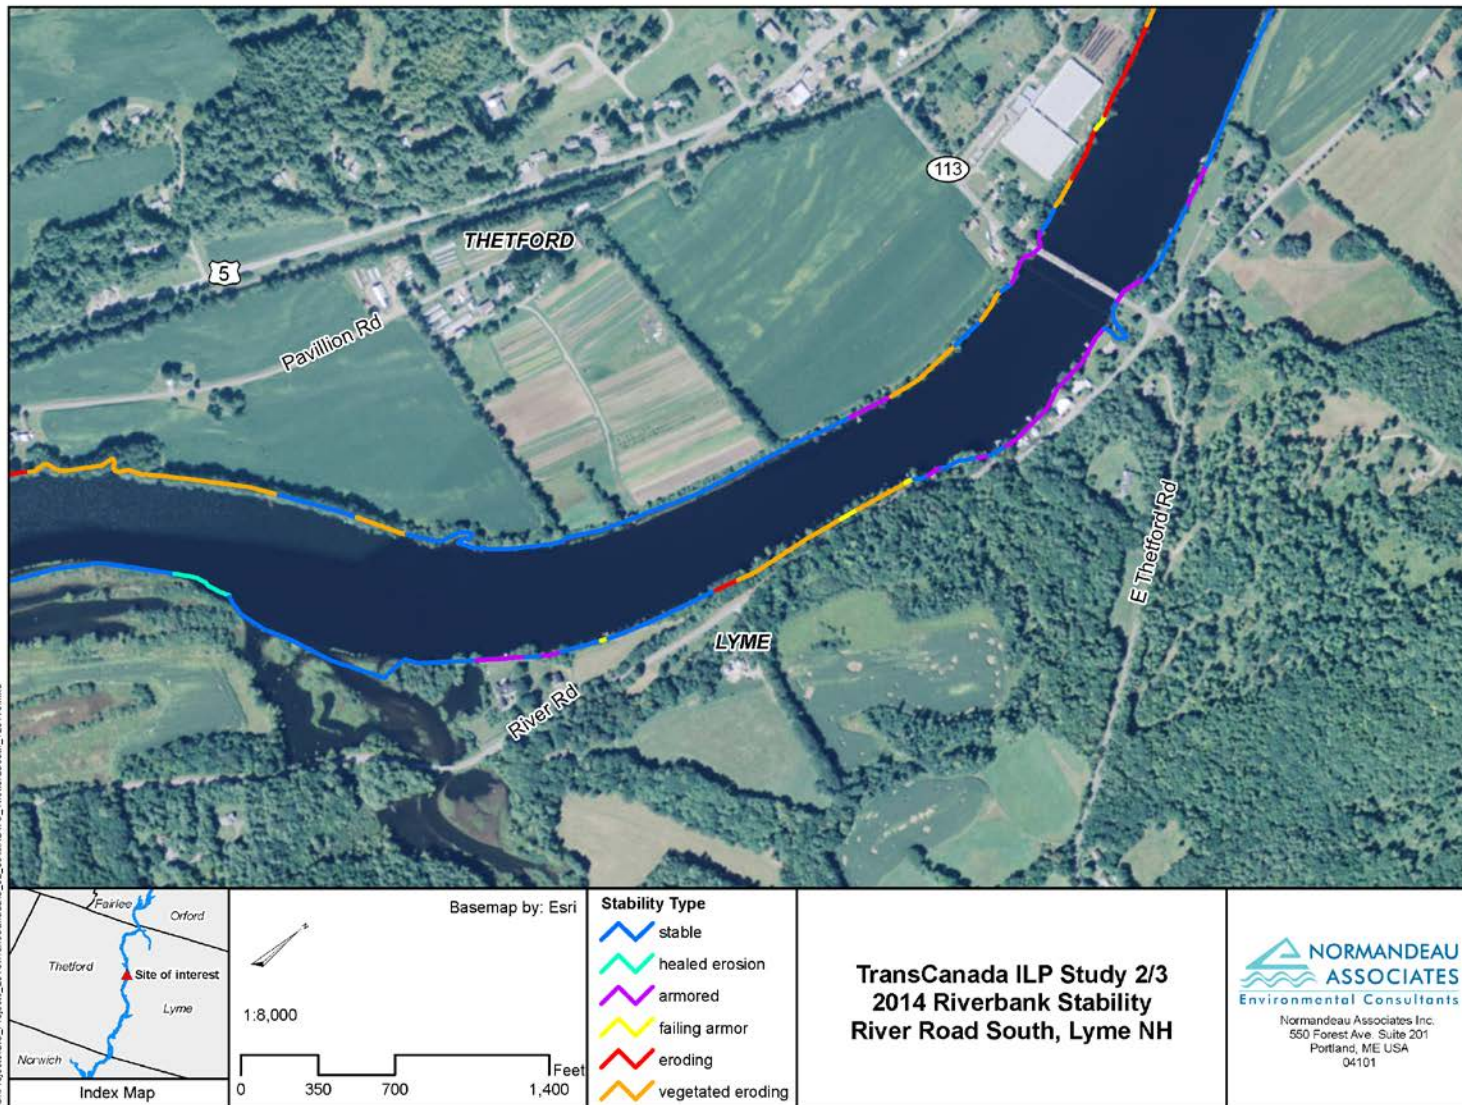 113
THETFORD
5
Pavillion Rd
E Thetford Rd
LYME
River Rd
Fairlee
Orford
Thetford
Site of interest
Lyme
Norwich
Index Map
Basemap by: Esri
N
1:8,000
Feet
0 350 700 1,400
Stability Type
stable
healed erosion
armored
failing armor
eroding
vegetated eroding
TransCanada ILP Study 2/3
2014 Riverbank Stability
River Road South, Lyme NH
NORMANDEAU
ASSOCIATES
Environmental Consultants
Normandeau Associates Inc.
550 Forest Ave. Suite 201
Portland, ME USA
04101